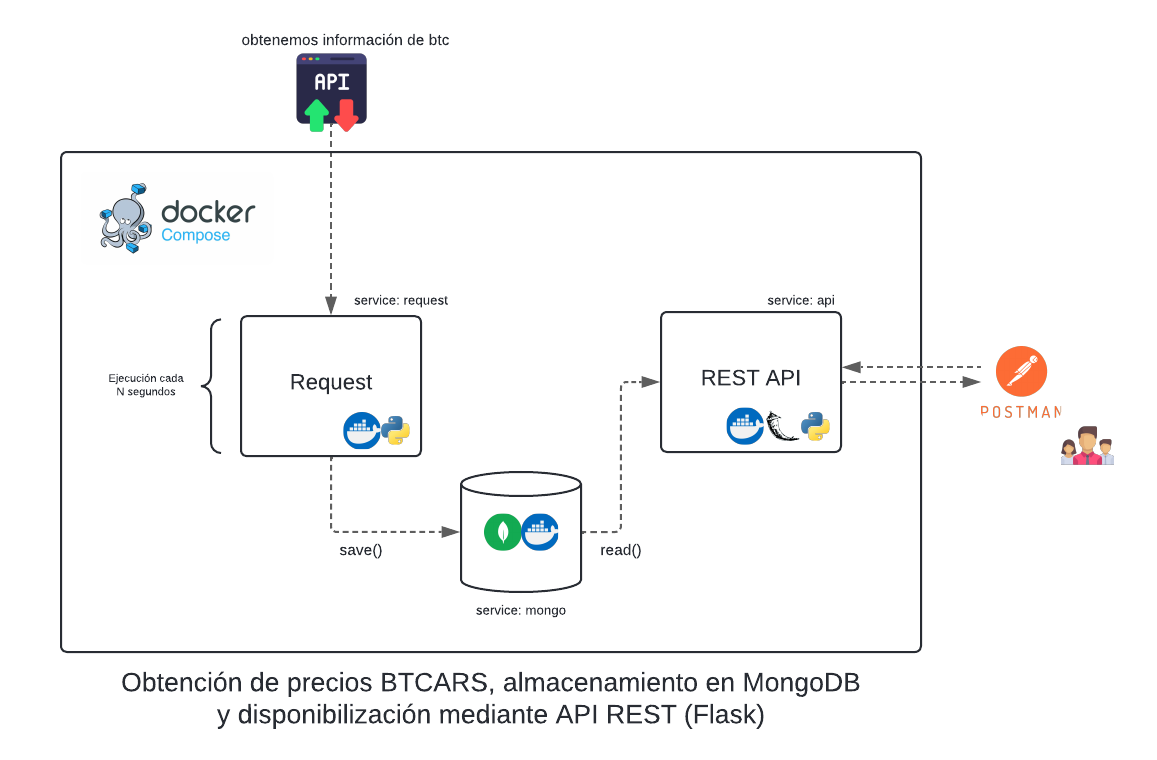 obtenemos información de btc
API
docker
Compose
service: request
service: api
Ejecución cada
N segundos
Request
REST API
POSTMAN
save()
read()
service: mongo
Obtención de precios BTCARS, almacenamiento en MongoDB
y disponibilización mediante API REST (Flask)